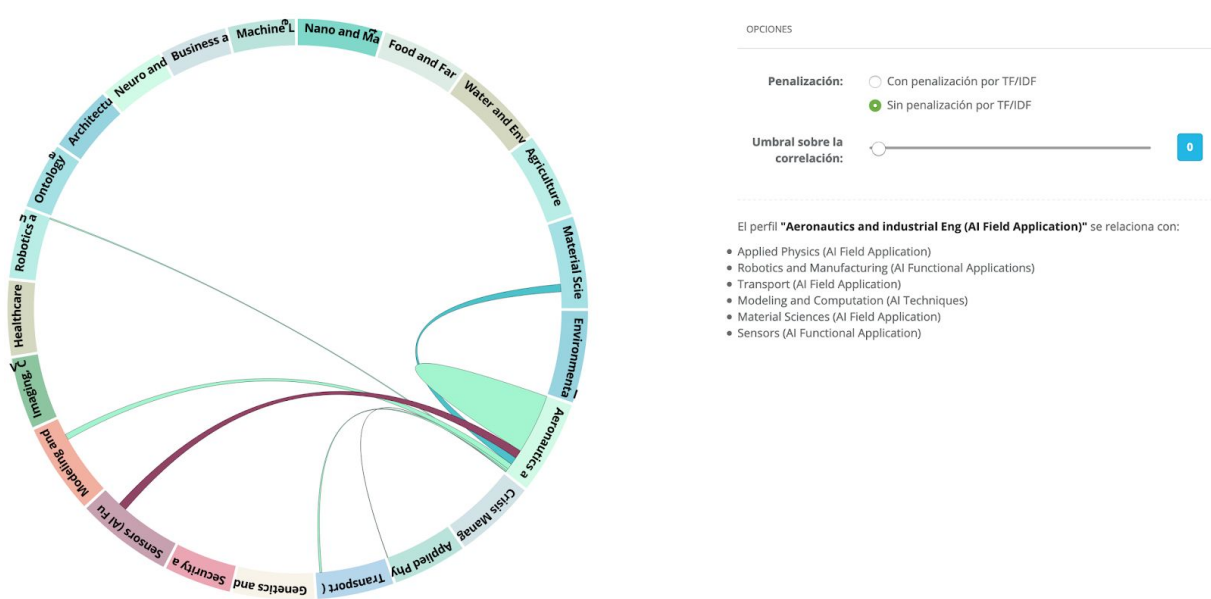 Nano and Ma
Food and Far
Water and Env
Agriculture
Material Scie
Environmenta
Aeronautics a
Crisis Manag
Applied Phy
Transport (
Genetics and
Security a
Sensors (AI Fu
Modeling and
Imaging,
Healthcare
Robotics a
Ontology
Architectu
Neuro and
Business a
Machine L
OPCIONES
Penalización:
Con penalización por TF/IDF
Sin penalización por TF/IDF
Umbral sobre la
correlación:
0
El perfil "Aeronautics and industrial Eng (AI Field Application)" se relaciona con:
• Applied Physics (AI Field Application)
• Robotics and Manufacturing (AI Functional Applications)
• Transport (AI Field Application)
• Modeling and Computation (AI Techniques)
• Material Sciences (AI Field Application)
• Sensors (AI Functional Application)